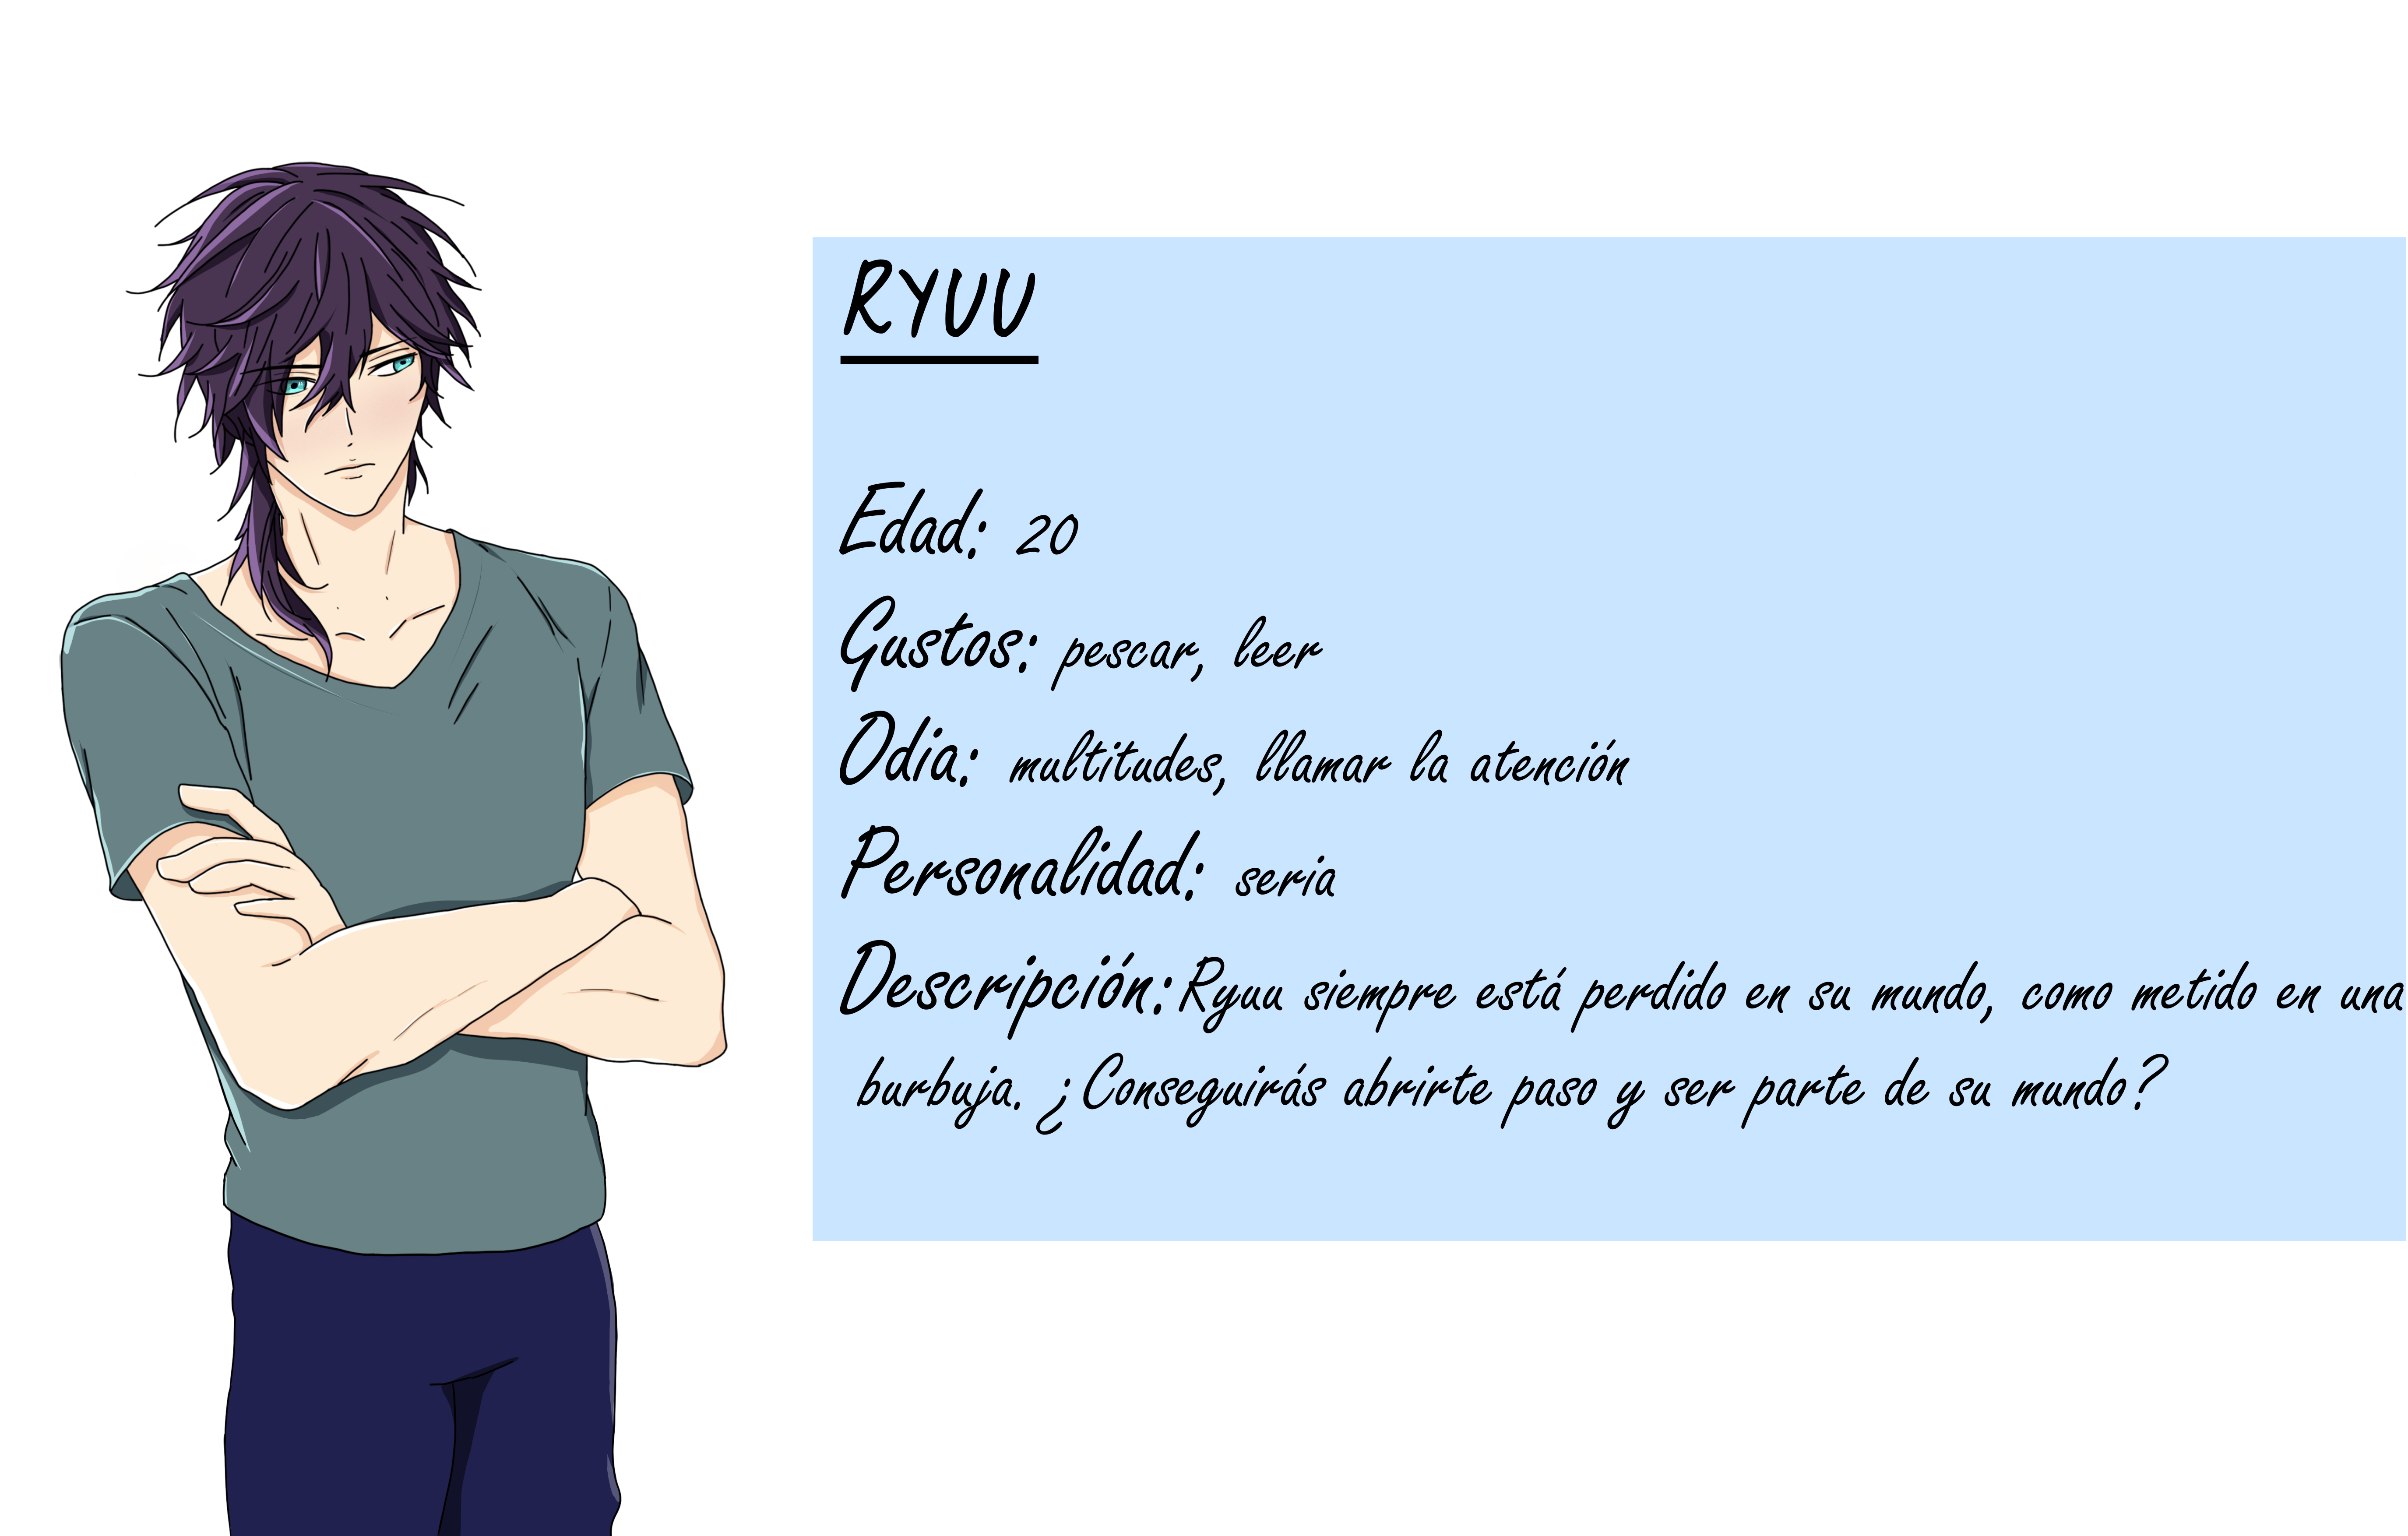 RYUU
Edad: 20
Gustos: pescar, leer
Odia: multitudes, llamar la atención
Personalidad: seria
Descripción: Ryuu siempre está perdido en su mundo, como metido en una
burbuja. ¿Conseguirás abrirte paso y ser parte de su mundo?